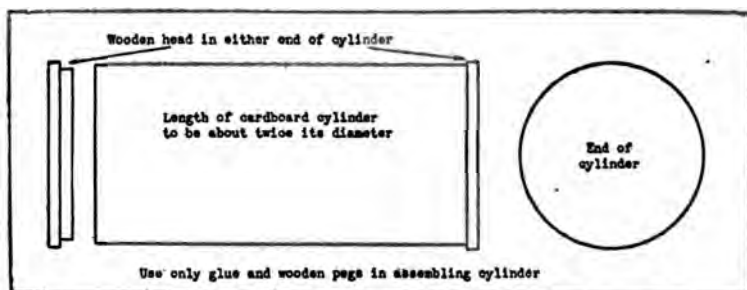 Wooden head in either end of cylinder
Length of cardboard cylinder
to be about twice its diameter
End of
cylinder
Use only glue and wooden pegs in assembling cylinder